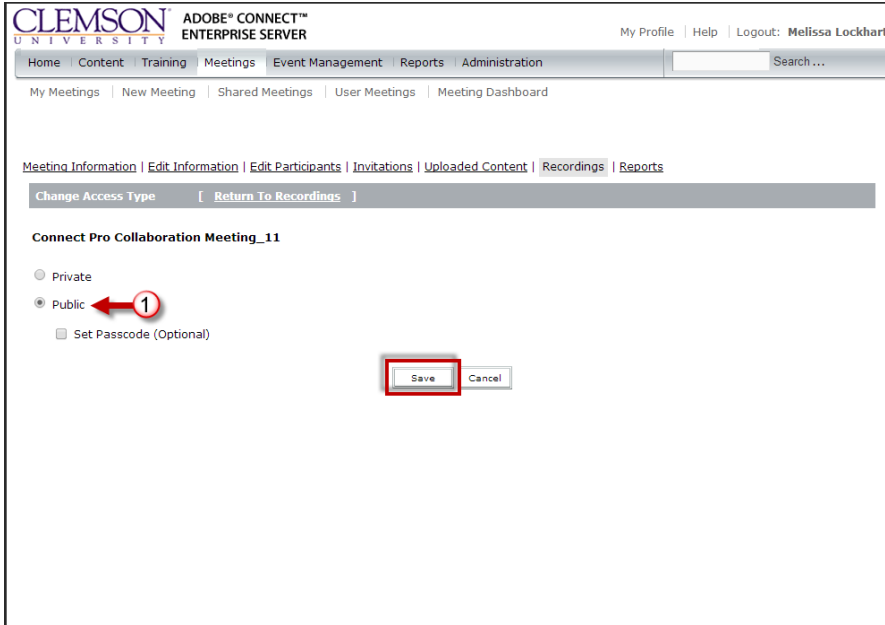 CLEMSON
UNIVERSITY
ADOBE® CONNECT™
ENTERPRISE SERVER
My Profile | Help | Logout: Melissa Lockhart
Home Content Training Meetings Event Management Reports Administration Search ...
My Meetings | New Meeting | Shared Meetings | User Meetings | Meeting Dashboard
Meeting Information | Edit Information | Edit Participants | Invitations | Uploaded Content | Recordings | Reports
Change Access Type [ Return To Recordings ]
Connect Pro Collaboration Meeting_11
Private
Public 1
Set Passcode (Optional)
Save Cancel